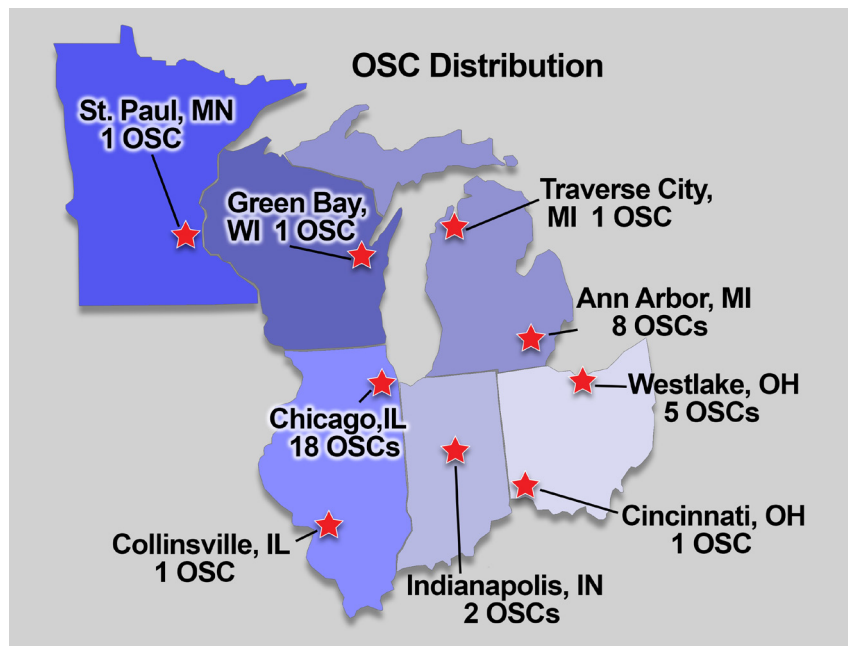 OSC Distribution
St. Paul, MN
1 OSC
Green Bay,
WI 1 OSC
Traverse City,
MI 1 OSC
Ann Arbor, MI
8 OSCs
Westlake, OH
5 OSCs
Chicago,IL
18 OSCs
Cincinnati, OH
1 OSC
Collinsville, IL
1 OSC
Indianapolis, IN
2 OSCs